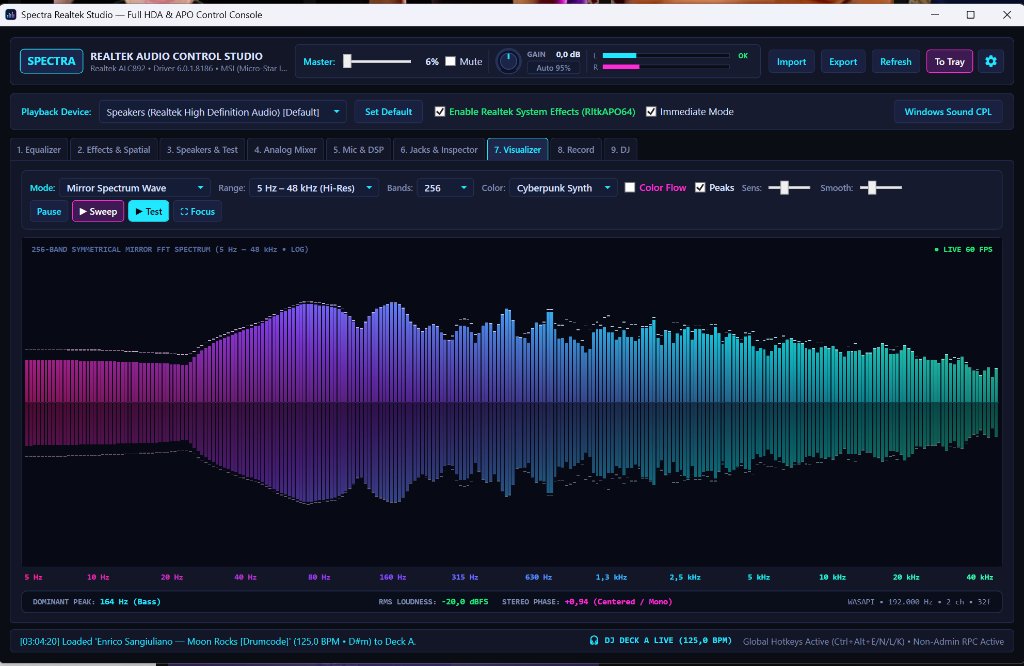 Spectra Realtek Studio — Full HDA & APO Control Console
SPECTRA
REALTEK AUDIO CONTROL STUDIO
Realtek ALC892 • Driver 6.0.1.8186 • MSI (Micro-Star I...
Master: 6% Mute
GAIN 0,0 dB
Auto 95%
L
R
OK
Import Export Refresh To Tray
Playback Device: Speakers (Realtek High Definition Audio) [Default] Set Default Enable Realtek System Effects (RltkAPO64) Immediate Mode Windows Sound CPL
1. Equalizer 2. Effects & Spatial 3. Speakers & Test 4. Analog Mixer 5. Mic & DSP 6. Jacks & Inspector 7. Visualizer 8. Record 9. DJ
Mode: Mirror Spectrum Wave Range: 5 Hz – 48 kHz (Hi-Res) Bands: 256 Color: Cyberpunk Synth Color Flow Peaks Sens: Smooth:
Pause ▶ Sweep ▶ Test Focus
256-BAND SYMMETRICAL MIRROR FFT SPECTRUM (5 Hz – 48 kHz • LOG)
● LIVE 60 FPS
5 Hz 10 Hz 20 Hz 40 Hz 80 Hz 160 Hz 315 Hz 630 Hz 1,3 kHz 2,5 kHz 5 kHz 10 kHz 20 kHz 40 kHz
DOMINANT PEAK: 164 Hz (Bass) RMS LOUDNESS: -20,0 dBFS STEREO PHASE: +0,94 (Centered / Mono) WASAPI • 192.000 Hz • 2 ch •
[03:04:20] Loaded 'Enrico Sangiuliano — Moon Rocks [Drumcode]' (125.0 BPM • D#m) to Deck A.
DJ DECK A LIVE (125,0 BPM)
Global Hotkeys Active (Ctrl+Alt+E/N/L/K) • Non-Admin RPC Active